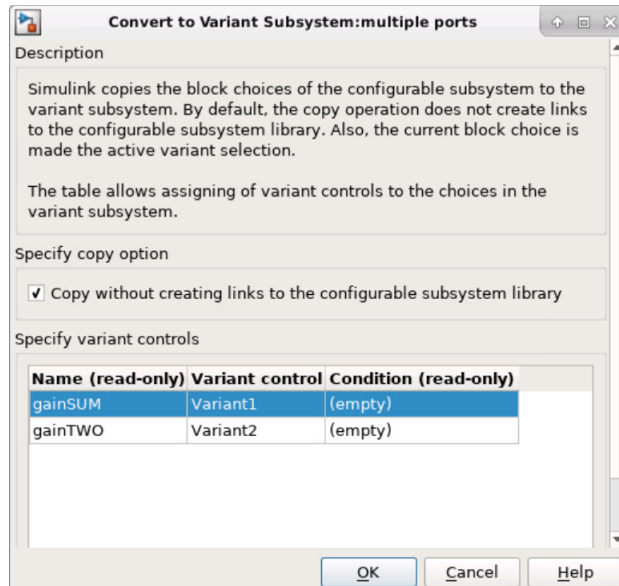 Convert to Variant Subsystem:multiple ports
Description
Simulink copies the block choices of the configurable subsystem to the
variant subsystem. By default, the copy operation does not create links
to the configurable subsystem library. Also, the current block choice is
made the active variant selection.
The table allows assigning of variant controls to the choices in the
variant subsystem.
Specify copy option
Copy without creating links to the configurable subsystem library
Specify variant controls
Name (read-only) Variant control Condition (read-only)
gainSUM Variant1 (empty)
gainTWO Variant2 (empty)
OK Cancel Help